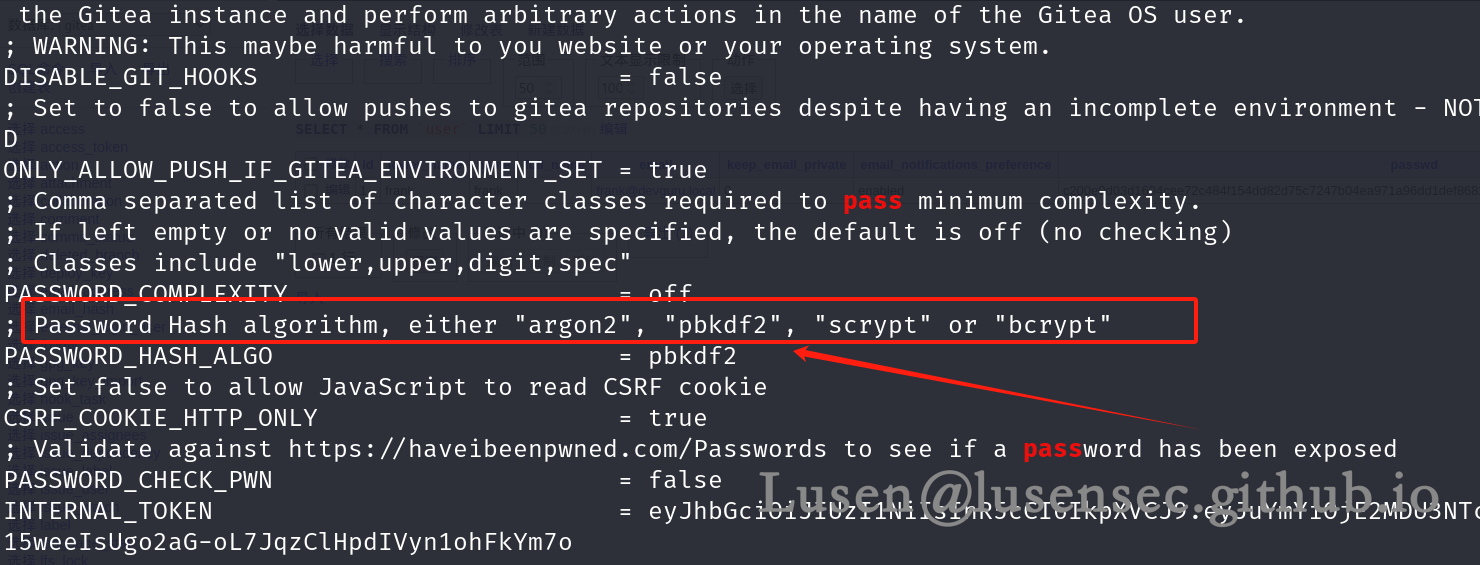 the Gitea instance and perform arbitrary actions in the name of the Gitea OS user.
; WARNING: This maybe harmful to you website or your operating system.
DISABLE_GIT_HOOKS = false
; Set to false to allow pushes to gitea repositories despite having an incomplete environment - NOT
D
ONLY_ALLOW_PUSH_IF_GITEA_ENVIRONMENT_SET = true
; Comma separated list of character classes required to pass minimum complexity.
; If left empty or no valid values are specified, the default is off (no checking)
; Classes include "lower,upper,digit,spec"
PASSWORD_COMPLEXITY = off
; Password Hash algorithm, either "argon2", "pbkdf2", "scrypt" or "bcrypt"
PASSWORD_HASH_ALGO = pbkdf2
; Set false to allow JavaScript to read CSRF cookie
CSRF_COOKIE_HTTP_ONLY = true
; Validate against https://haveibeenpwned.com/Passwords to see if a password has been exposed
PASSWORD_CHECK_PWN = false
INTERNAL_TOKEN =
15weeIsUgo2aG-oL7JqzClHpdIVyn1ohFkYm7o
Lusen@lusensec.github.io